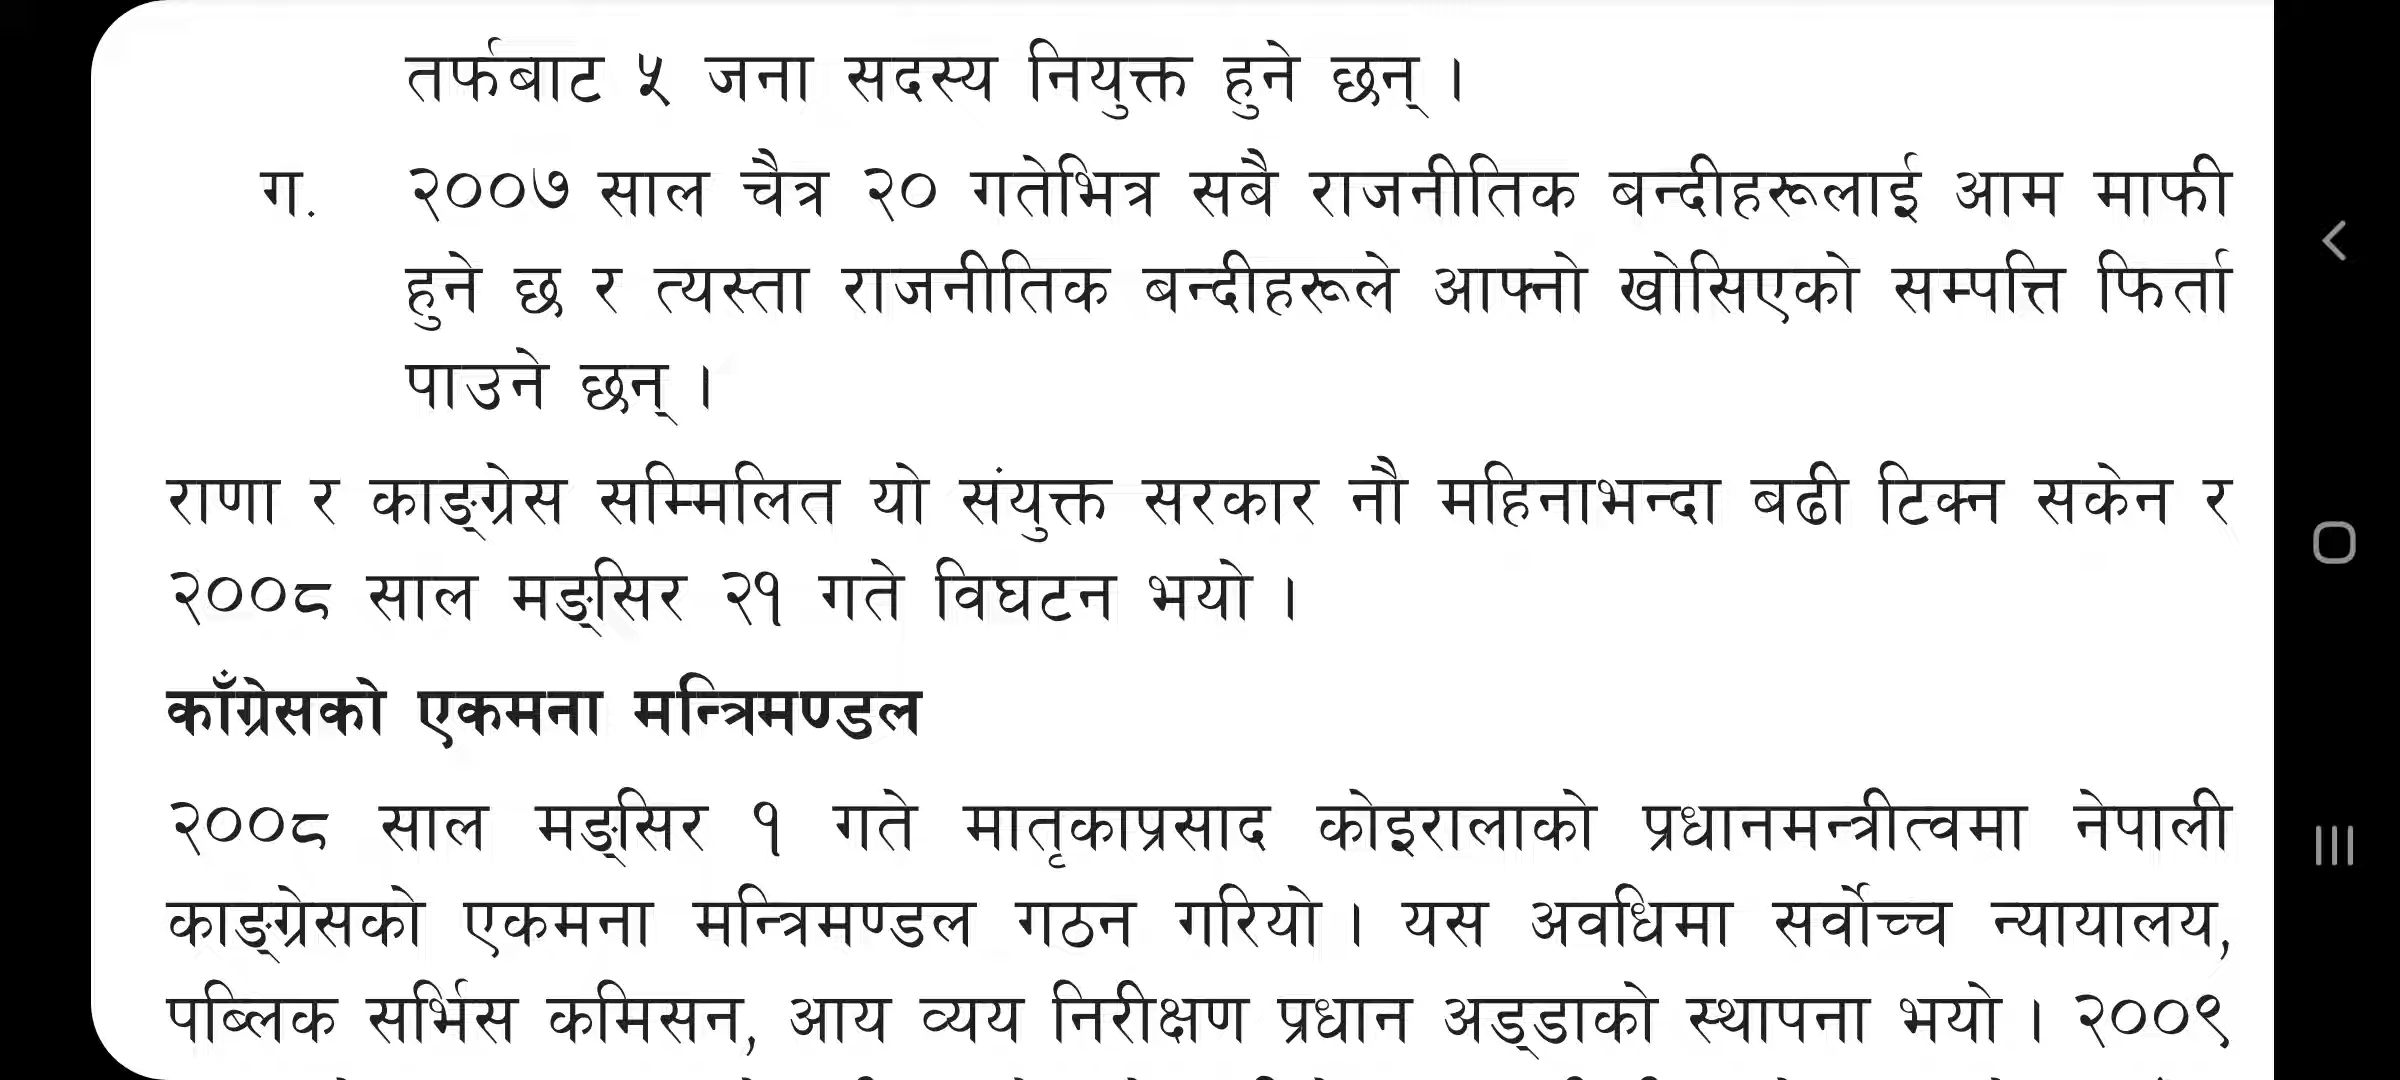 तर्फबाट ५ जना सदस्य नियुक्त हुने छन् ।
ग. २००७ साल चैत्र २० गतेभित्र सबै राजनीतिक बन्दीहरूलाई आम माफी
हुने छ र त्यस्ता राजनीतिक बन्दीहरूले आफ्नो खोसिएको सम्पत्ति फिर्ता
पाउने छन् ।
राणा र काङ्ग्रेस सम्मिलित यो संयुक्त सरकार नौ महिनाभन्दा बढी टिक्न सकेन र
२००८ साल मङ्सिर २१ गते विघटन भयो ।
काँग्रेसको एकमना मन्त्रिमण्डल
२००८ साल मङ्सिर १ गते मातृकाप्रसाद कोइरालाको प्रधानमन्त्रीत्वमा नेपाली
काङ्ग्रेसको एकमना मन्त्रिमण्डल गठन गरियो । यस अवधिमा सर्वोच्च न्यायालय,
पब्लिक सर्भिस कमिसन, आय व्यय निरीक्षण प्रधान अड्डाको स्थापना भयो । २००९